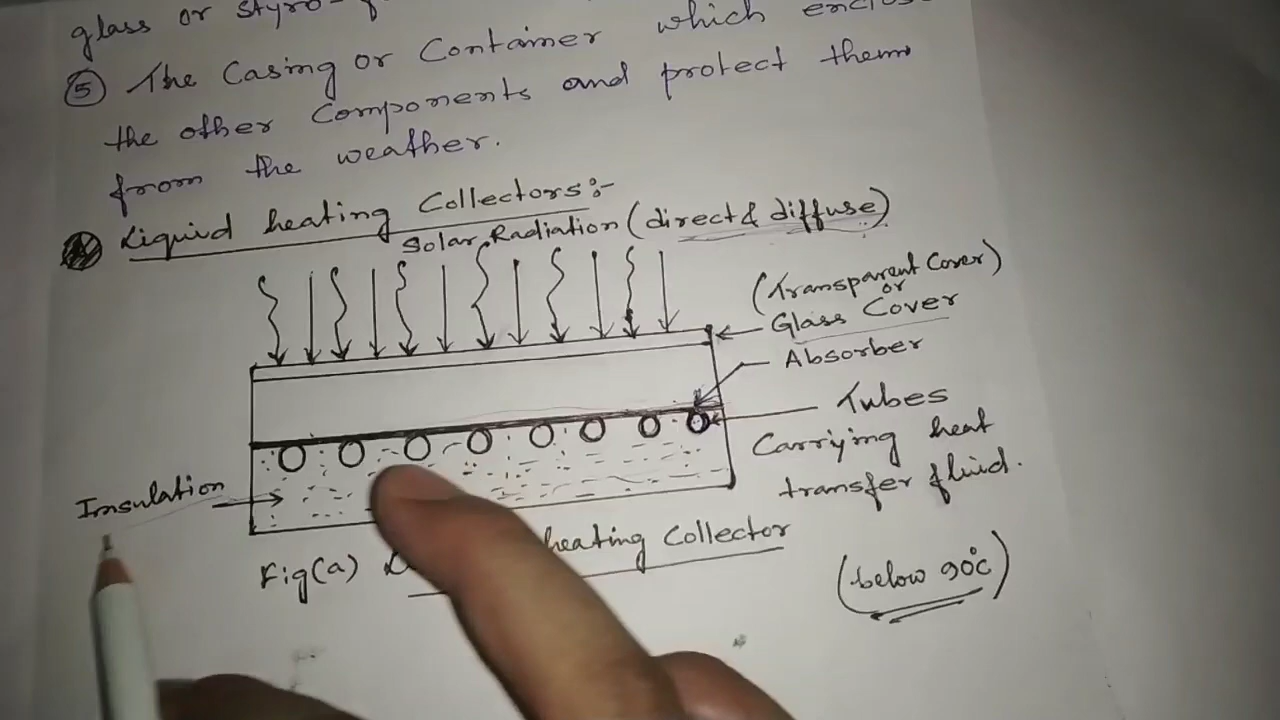 glass or styro-
⑤ The Casing or Container which enclose
the other Components and protect them
from the weather.
Liquid heating Collectors:-
Solar Radiation (direct & diffuse)
(Transparent Cover)
or
Glass Cover
Absorber
Tubes
Carrying heat
transfer fluid.
Insulation
Fig(a) heating Collector
(below 90°c)